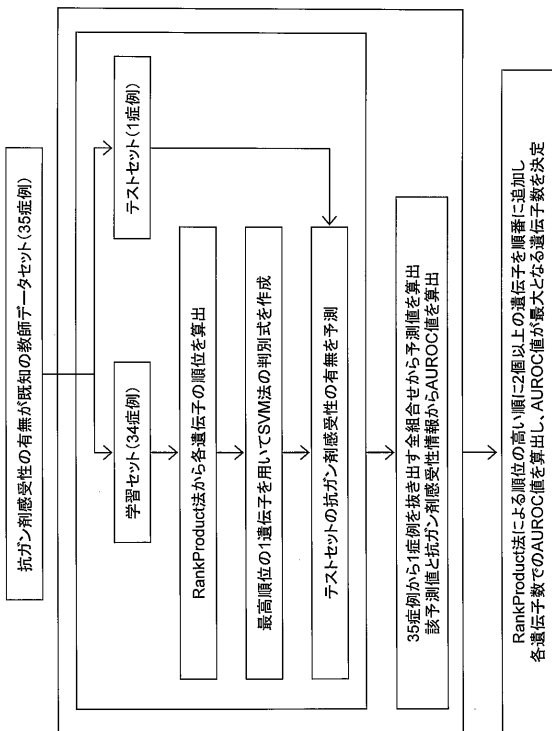 抗ガン剤感受性の有無が既知の教師データセット(35症例)
学習セット(34症例)
テストセット(1症例)
RankProduct法から各遺伝子の順位を算出
最高順位の1遺伝子を用いてSVM法の判別式を作成
テストセットの抗ガン剤感受性の有無を予測
35症例から1症例を抜き出す全組合せから予測値を算出
該予測値と抗ガン剤感受性情報からAUROC値を算出
RankProduct法による順位の高い順に2個以上の遺伝子を順番に追加し
各遺伝子数でのAUROC値を算出し、AUROC値が最大となる遺伝子数を決定